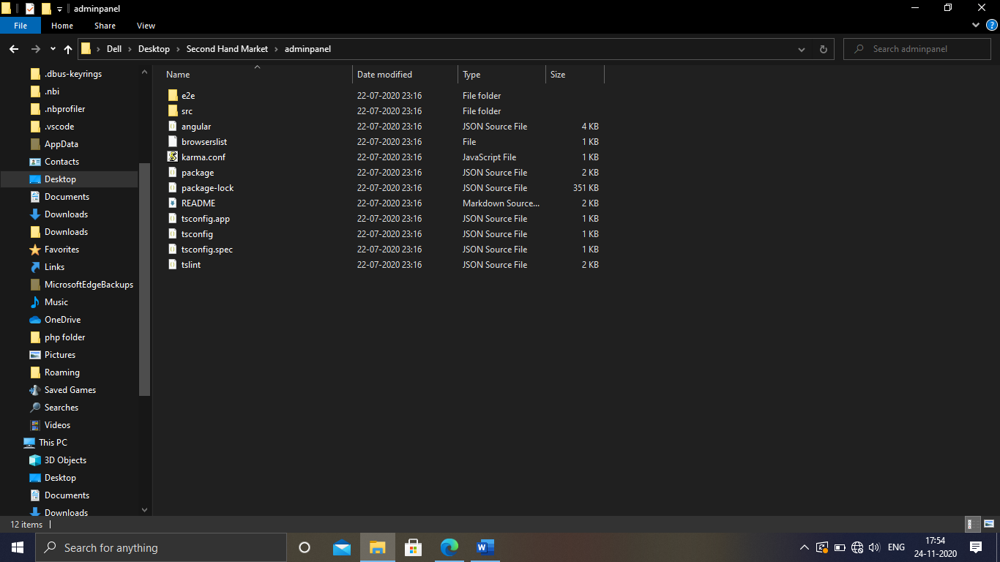 adminpanel
File Home Share View
Dell Desktop Second Hand Market adminpanel
Search adminpanel
.dbus-keyrings
.nbi
.nbprofiler
.vscode
AppData
Contacts
Desktop
Documents
Downloads
Downloads
Favorites
Links
MicrosoftEdgeBackups
Music
OneDrive
php folder
Pictures
Roaming
Saved Games
Searches
Videos
This PC
3D Objects
Desktop
Documents
Downloads
Name Date modified Type Size
e2e 22-07-2020 23:16 File folder
src 22-07-2020 23:16 File folder
angular 22-07-2020 23:16 JSON Source File 4 KB
browserslist 22-07-2020 23:16 File 1 KB
karma.conf 22-07-2020 23:16 JavaScript File 1 KB
package 22-07-2020 23:16 JSON Source File 2 KB
package-lock 22-07-2020 23:16 JSON Source File 351 KB
README 22-07-2020 23:16 Markdown Source... 2 KB
tsconfig.app 22-07-2020 23:16 JSON Source File 1 KB
tsconfig 22-07-2020 23:16 JSON Source File 1 KB
tsconfig.spec 22-07-2020 23:16 JSON Source File 1 KB
tslint 22-07-2020 23:16 JSON Source File 2 KB
12 items
Search for anything
ENG
17:54
24-11-2020